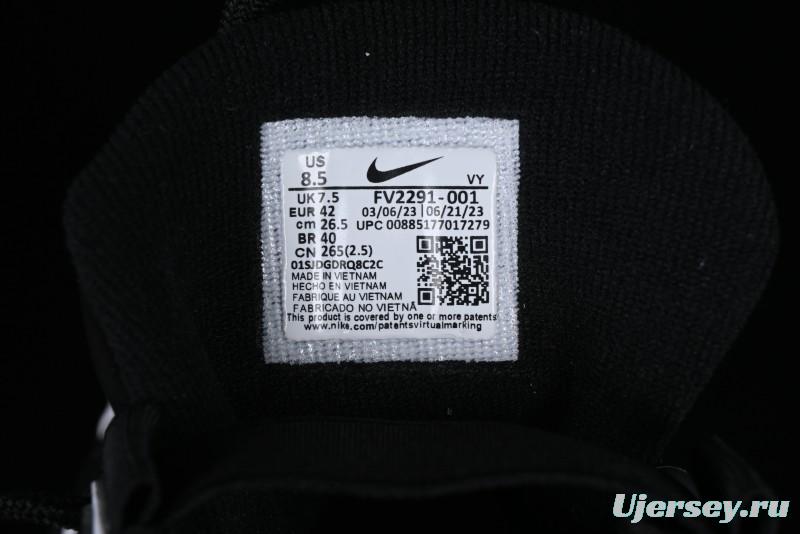 US
8.5
VY
UK 7.5
FV2291-001
EUR 42
03/06/23 06/21/23
cm 26.5
UPC 00885177017279
BR 40
CN 265(2.5)
01SJDGDRQ8C2C
MADE IN VIETNAM
HECHO EN VIETNAM
FABRIQUE AU VIETNAM
FABRICADO NO VIETNÃ
This product is covered by one or more patents
www.nike.com/patentsvirtualmarking
Ujersey.ru